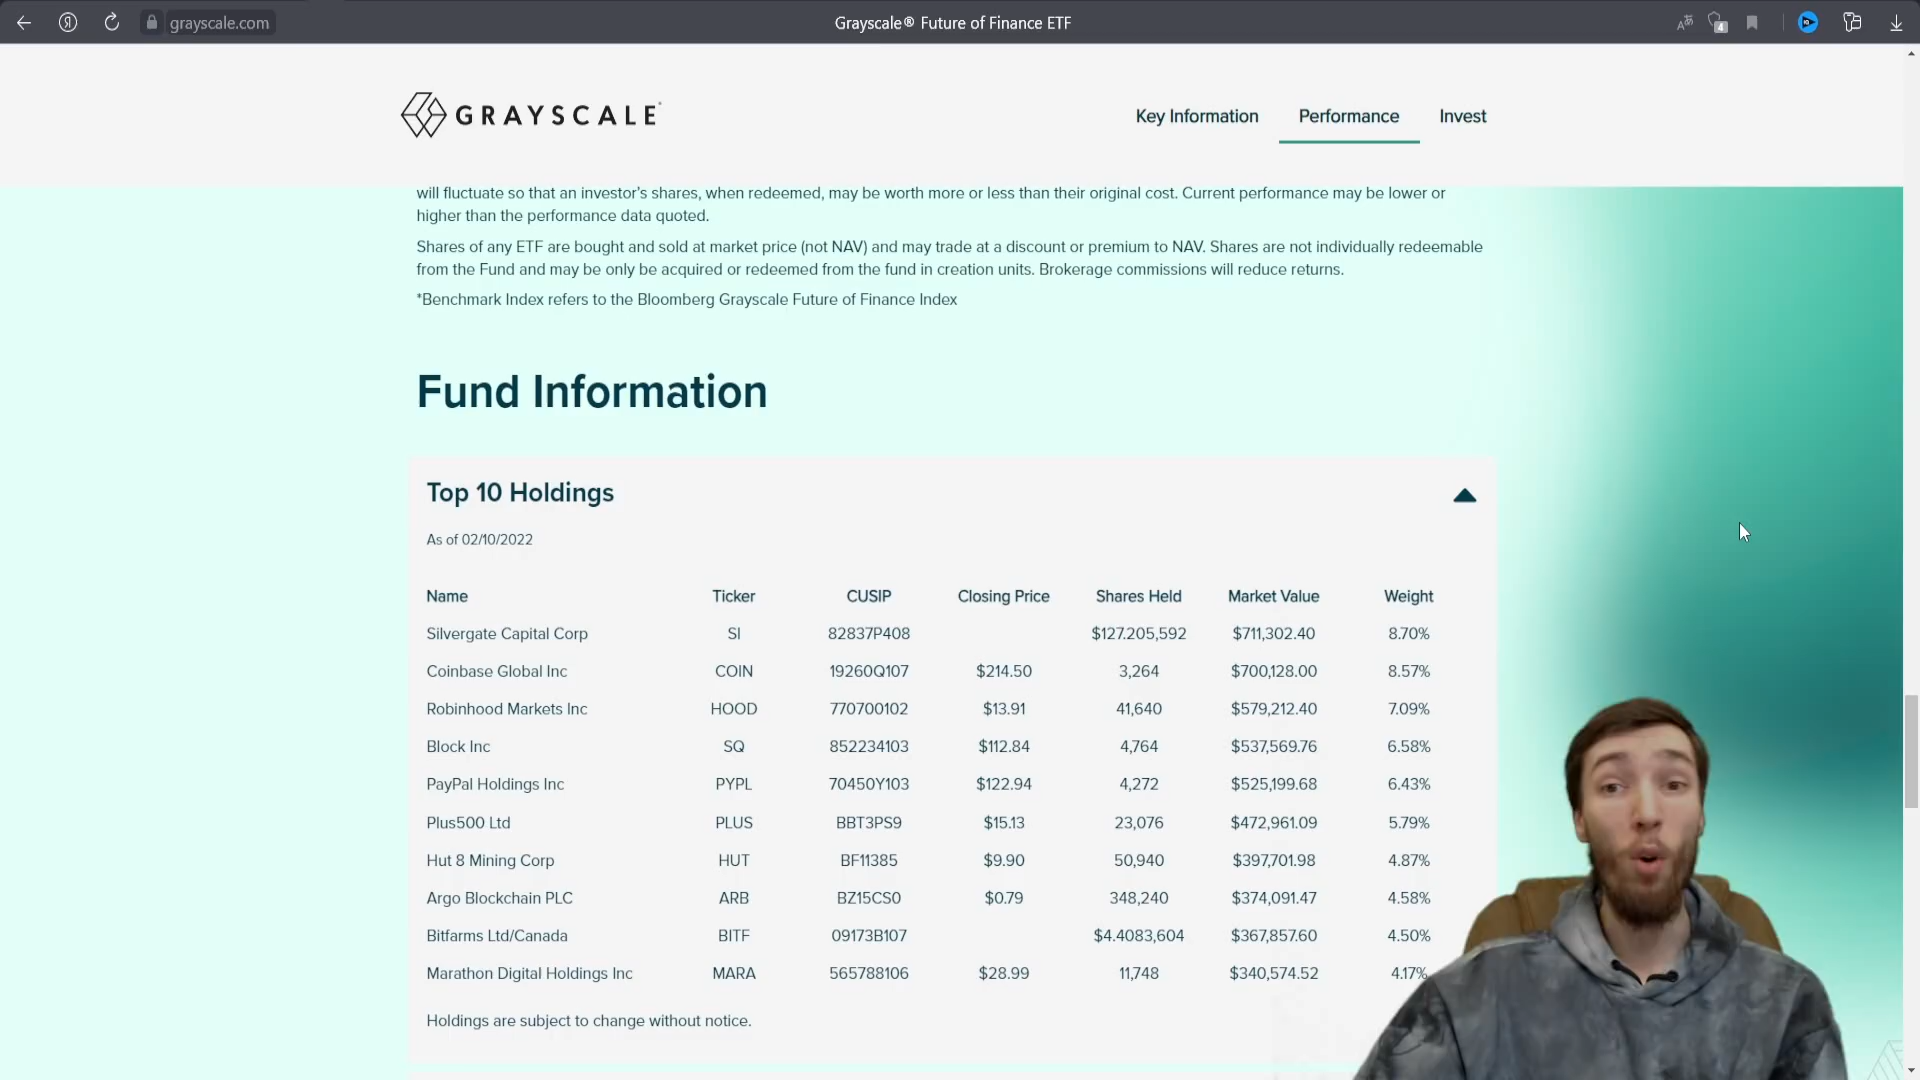 grayscale.com
Grayscale® Future of Finance ETF
4
GRAYSCALE
Key Information Performance Invest
will fluctuate so that an investor's shares, when redeemed, may be worth more or less than their original cost. Current performance may be lower or
higher than the performance data quoted.
Shares of any ETF are bought and sold at market price (not NAV) and may trade at a discount or premium to NAV. Shares are not individually redeemable
from the Fund and may be only be acquired or redeemed from the fund in creation units. Brokerage commissions will reduce returns.
*Benchmark Index refers to the Bloomberg Grayscale Future of Finance Index
Fund Information
Top 10 Holdings
As of 02/10/2022
Name Ticker CUSIP Closing Price Shares Held Market Value Weight
Silvergate Capital Corp SI 82837P408 $127.205,592 $711,302.40 8.70%
Coinbase Global Inc COIN 19260Q107 $214.50 3,264 $700,128.00 8.57%
Robinhood Markets Inc HOOD 770700102 $13.91 41,640 $579,212.40 7.09%
Block Inc SQ 852234103 $112.84 4,764 $537,569.76 6.58%
PayPal Holdings Inc PYPL 70450Y103 $122.94 4,272 $525,199.68 6.43%
Plus500 Ltd PLUS BBT3PS9 $15.13 23,076 $472,961.09 5.79%
Hut 8 Mining Corp HUT BF11385 $9.90 50,940 $397,701.98 4.87%
Argo Blockchain PLC ARB BZ15CS0 $0.79 348,240 $374,091.47 4.58%
Bitfarms Ltd/Canada BITF 09173B107 $4.4083,604 $367,857.60 4.50%
Marathon Digital Holdings Inc MARA 565788106 $28.99 11,748 $340,574.52 4.17%
Holdings are subject to change without notice.